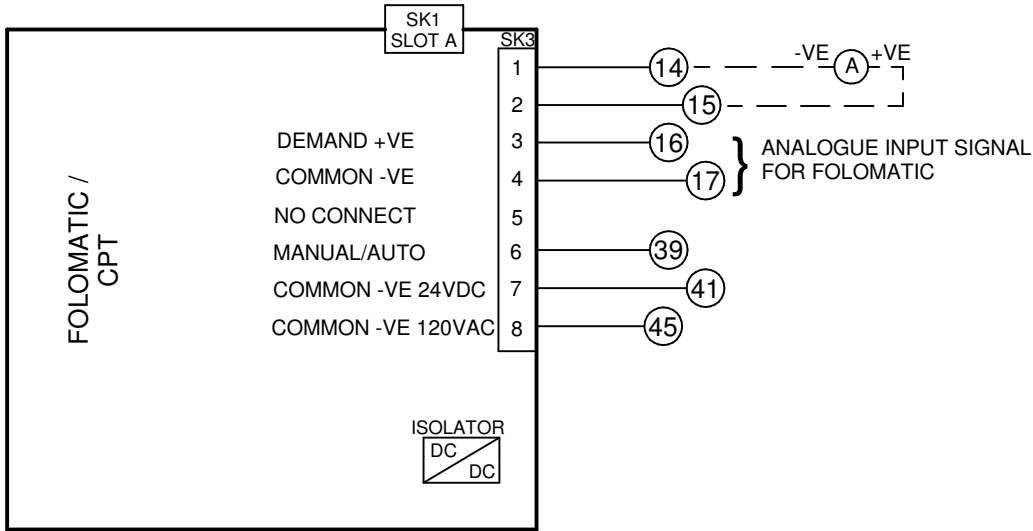 SK1
SLOT A
SK3
1
14
-VE
A
+VE
2
15
DEMAND +VE
3
16
COMMON -VE
4
17
}
ANALOGUE INPUT SIGNAL
FOR FOLOMATIC
NO CONNECT
5
MANUAL/AUTO
6
39
COMMON -VE 24VDC
7
41
COMMON -VE 120VAC
8
45
FOLOMATIC /
CPT
ISOLATOR
DC
DC